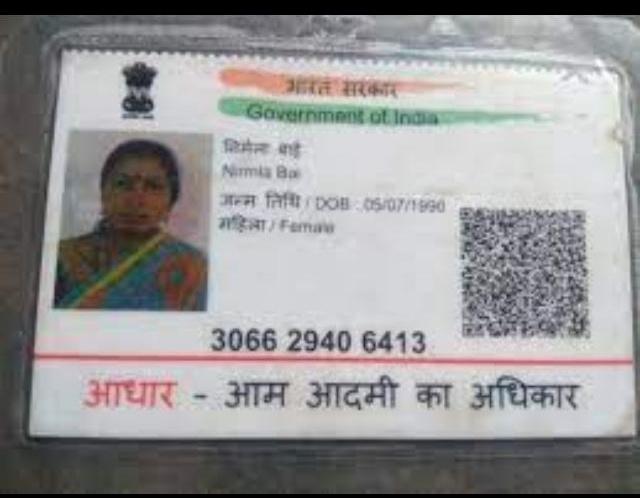 भारत सरकार
Government of India
निर्मला बाई
Nirmla Bai
जन्म तिथि / DOB : 05/07/1990
महिला / Female
3066 2940 6413
आधार - आम आदमी का अधिकार